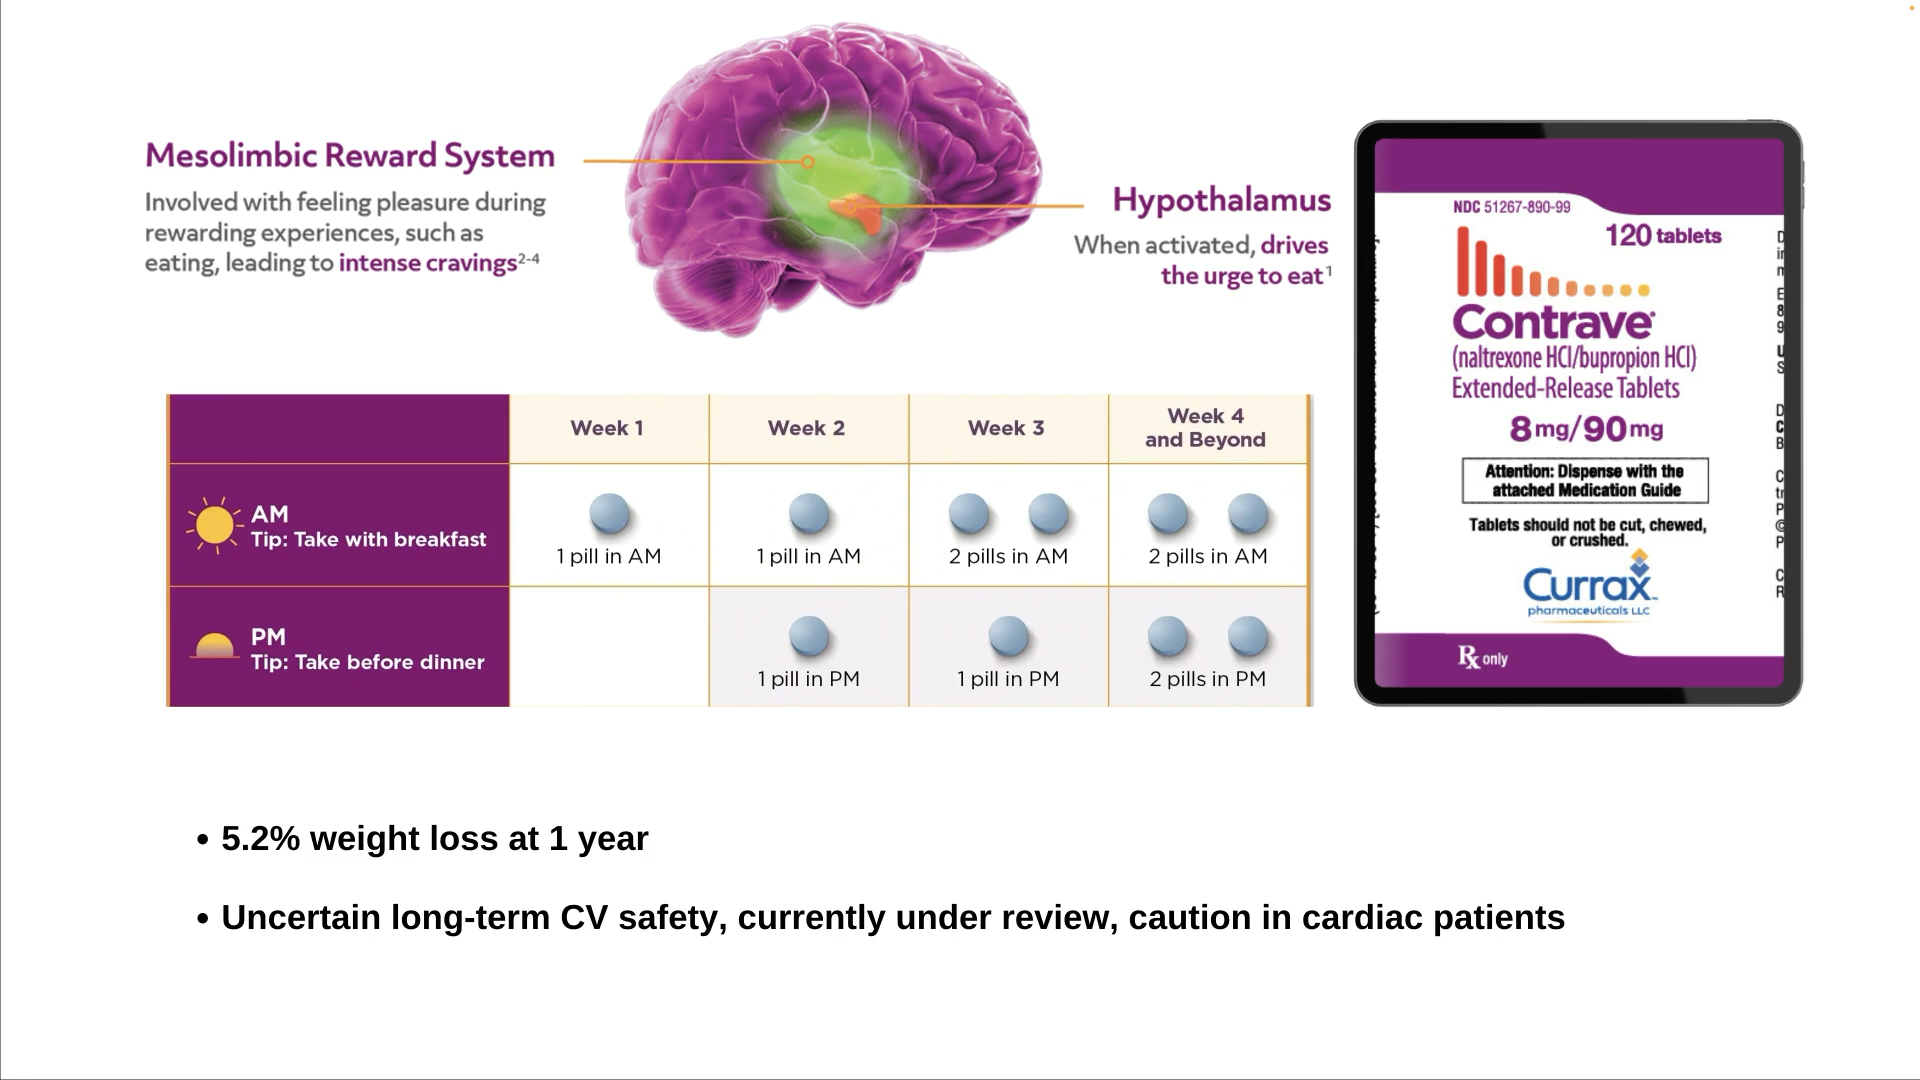 Mesolimbic Reward System
Involved with feeling pleasure during
rewarding experiences, such as
eating, leading to intense cravings2-4
Hypothalamus
When activated, drives
the urge to eat1
NDC 51267-890-99
120 tablets
Contrave
(naltrexone HCl/bupropion HCl)
Extended-Release Tablets
8mg/90mg
Attention: Dispense with the
attached Medication Guide
Tablets should not be cut, chewed,
or crushed.
Currax™
pharmaceuticals LLC
Rx only
Week 1
Week 2
Week 3
Week 4
and Beyond
AM
Tip: Take with breakfast
1 pill in AM
1 pill in AM
2 pills in AM
2 pills in AM
PM
Tip: Take before dinner
1 pill in PM
1 pill in PM
2 pills in PM
• 5.2% weight loss at 1 year
• Uncertain long-term CV safety, currently under review, caution in cardiac patients